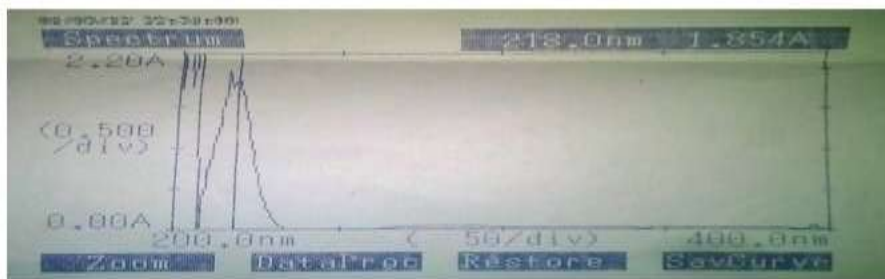 Spectrum 218.0nm 1.854A
2.20A
(0.500
/div)
0.00A
200.0nm ( 50/div) 400.0nm
Zoom DataProc Restore SavCurve